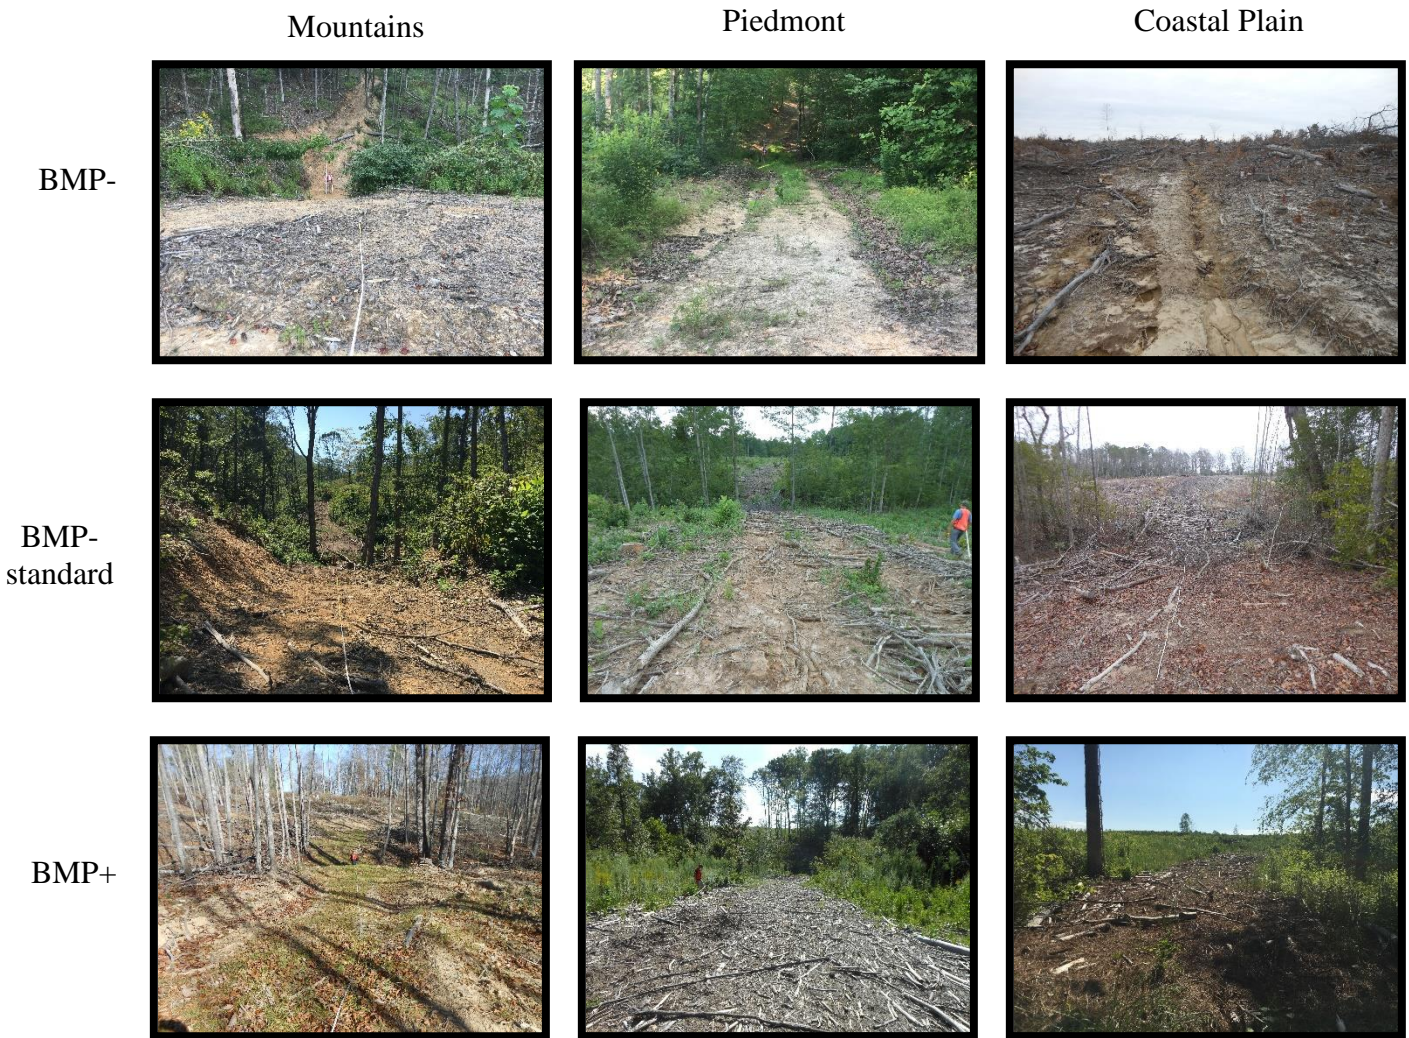 Mountains
Piedmont
Coastal Plain
BMP-
BMP-
standard
BMP+